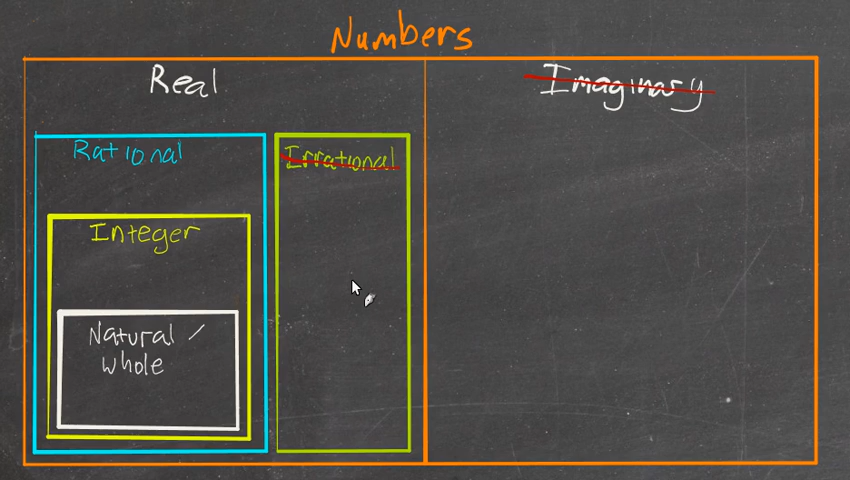 Numbers
Real
Imaginary
Rational
Irrational
Integer
Natural /
whole